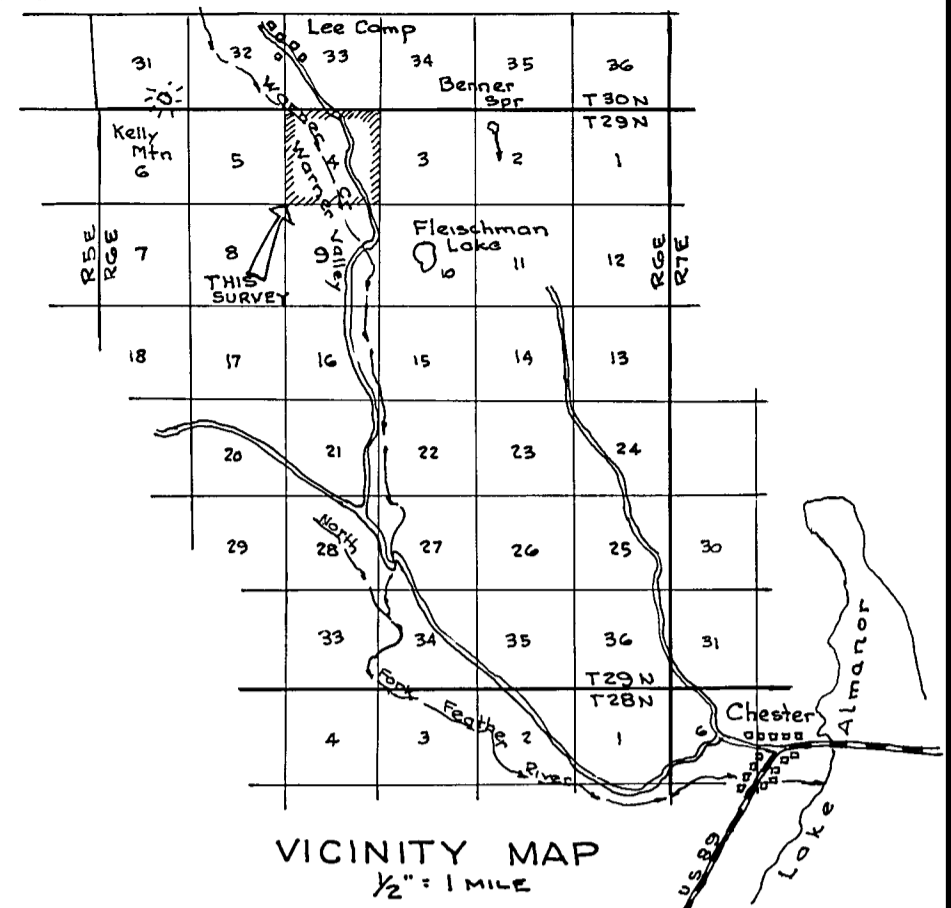 Lee Camp
31
32
33
34
35
36
Benner
Spr
T30N
T29N
Kelly
Mtn
6
5
4
3
2
1
Warner Valley
R5E
R6E
7
8
9
Fleischman
Lake
10
11
12
R6E
R7E
THIS
SURVEY
18
17
16
15
14
13
20
21
22
23
24
North
29
28
27
26
25
30
33
34
35
36
31
T29N
T28N
Fork
Feather
River
4
3
2
1
6
Chester
Lake Almanor
US 89
VICINITY MAP
1/2" = 1 MILE